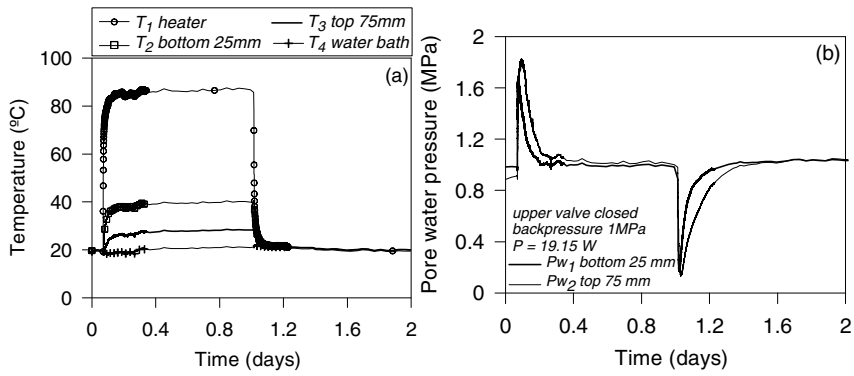 T1 heater
T3 top 75mm
T2 bottom 25mm
T4 water bath
(a)
100
80
60
40
20
0
Temperature (ºC)
0
0.4
0.8
1.2
1.6
2
Time (days)
(b)
2
1.6
1.2
0.8
0.4
0
Pore water pressure (MPa)
upper valve closed
backpressure 1MPa
P = 19.15 W
Pw1 bottom 25 mm
Pw2 top 75 mm
0
0.4
0.8
1.2
1.6
2
Time (days)